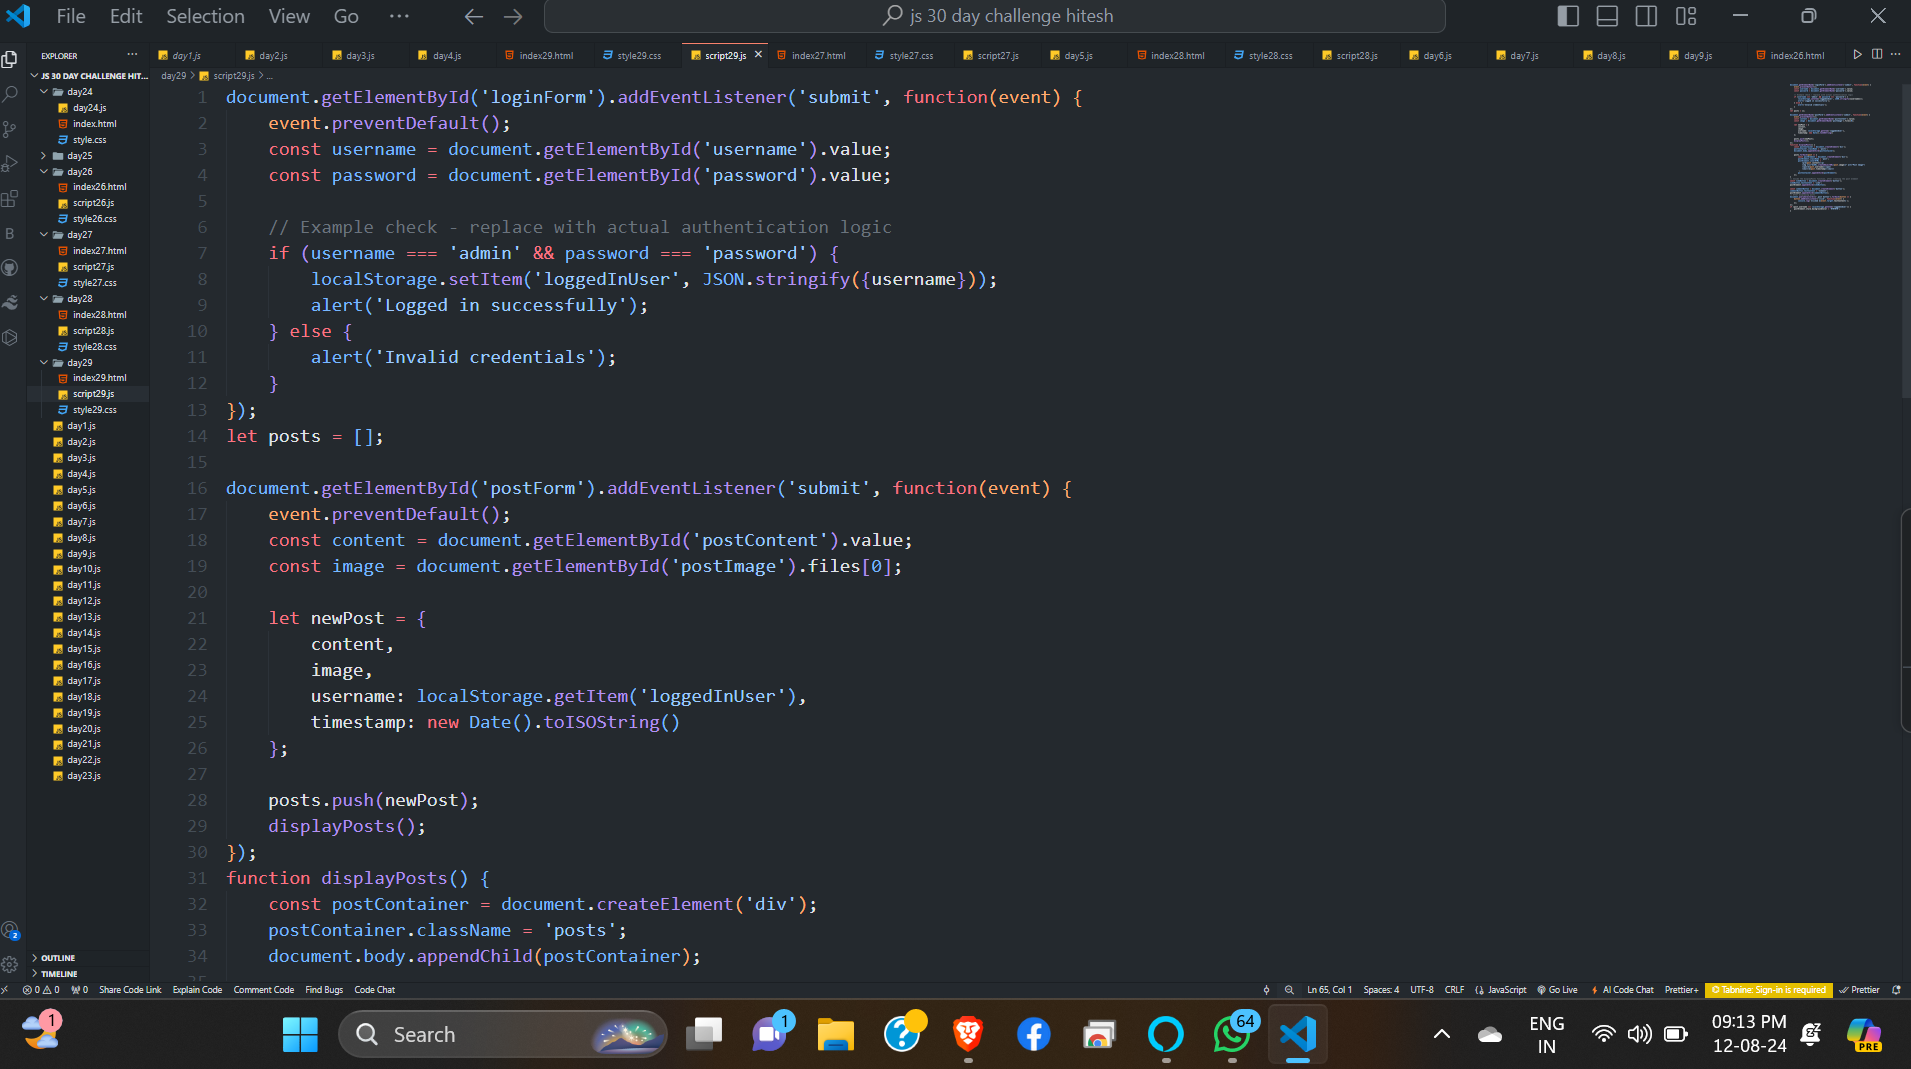 File Edit Selection View Go ··· js 30 day challenge hitesh
EXPLORER ···
day1.js day2.js day3.js day4.js index29.html style29.css script29.js index27.html style27.css script27.js day5.js index28.html style28.css script28.js day6.js day7.js day8.js day9.js index26.html
JS 30 DAY CHALLENGE HIT...
day29 > script29.js > ...
day24
day24.js
index.html
style.css
day25
day26
index26.html
script26.js
style26.css
day27
index27.html
script27.js
style27.css
day28
index28.html
script28.js
style28.css
day29
index29.html
script29.js
style29.css
day1.js
day2.js
day3.js
day4.js
day5.js
day6.js
day7.js
day8.js
day9.js
day10.js
day11.js
day12.js
day13.js
day14.js
day15.js
day16.js
day17.js
day18.js
day19.js
day20.js
day21.js
day22.js
day23.js
OUTLINE
TIMELINE
1 document.getElementById('loginForm').addEventListener('submit', function(event) {
2 event.preventDefault();
3 const username = document.getElementById('username').value;
4 const password = document.getElementById('password').value;
5
6 // Example check - replace with actual authentication logic
7 if (username === 'admin' && password === 'password') {
8 localStorage.setItem('loggedInUser', JSON.stringify({username}));
9 alert('Logged in successfully');
10 } else {
11 alert('Invalid credentials');
12 }
13 });
14 let posts = [];
15
16 document.getElementById('postForm').addEventListener('submit', function(event) {
17 event.preventDefault();
18 const content = document.getElementById('postContent').value;
19 const image = document.getElementById('postImage').files[0];
20
21 let newPost = {
22 content,
23 image,
24 username: localStorage.getItem('loggedInUser'),
25 timestamp: new Date().toISOString()
26 };
27
28 posts.push(newPost);
29 displayPosts();
30 });
31 function displayPosts() {
32 const postContainer = document.createElement('div');
33 postContainer.className = 'posts';
34 document.body.appendChild(postContainer);
0 0 0 Share Code Link Explain Code Comment Code Find Bugs Code Chat Ln 65, Col 1 Spaces: 4 UTF-8 CRLF JavaScript Go Live AI Code Chat Prettier+ Tabnine: Sign-in is required Prettier
1 Search 1 64 ENG 09:13 PM
IN 12-08-24 PRE